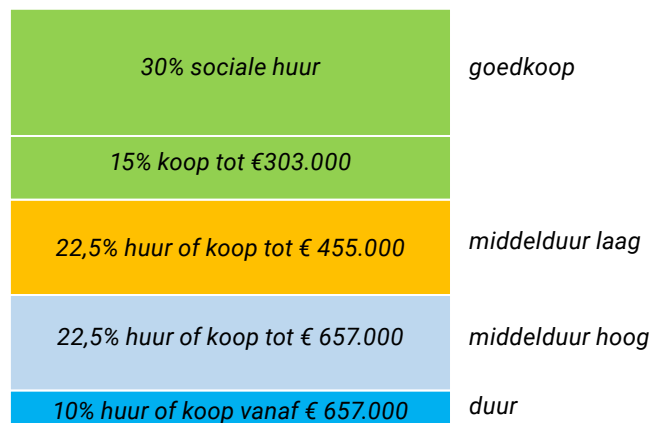 30% sociale huur
goedkoop
15% koop tot €303.000
22,5% huur of koop tot € 455.000
middelduur laag
22,5% huur of koop tot € 657.000
middelduur hoog
10% huur of koop vanaf € 657.000
duur